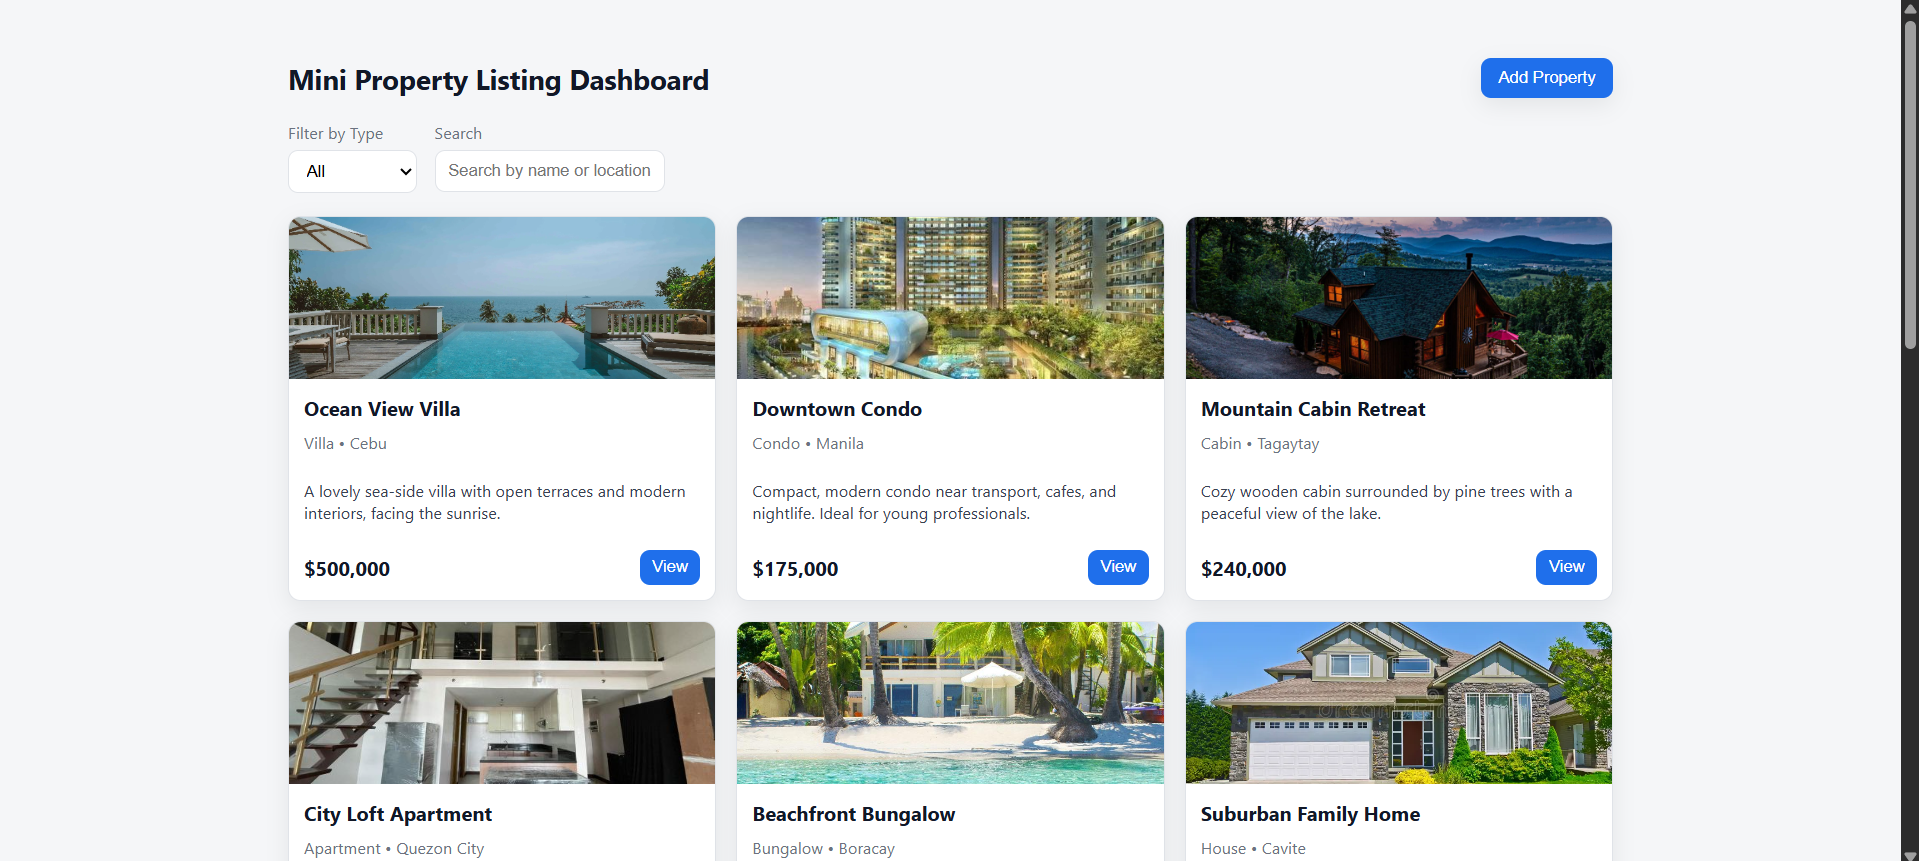 Mini Property Listing Dashboard
Add Property
Filter by Type
Search
All
Search by name or location
Ocean View Villa
Villa • Cebu
A lovely sea-side villa with open terraces and modern
interiors, facing the sunrise.
$500,000
View
Downtown Condo
Condo • Manila
Compact, modern condo near transport, cafes, and
nightlife. Ideal for young professionals.
$175,000
View
Mountain Cabin Retreat
Cabin • Tagaytay
Cozy wooden cabin surrounded by pine trees with a
peaceful view of the lake.
$240,000
View
City Loft Apartment
Apartment • Quezon City
Beachfront Bungalow
Bungalow • Boracay
Suburban Family Home
House • Cavite